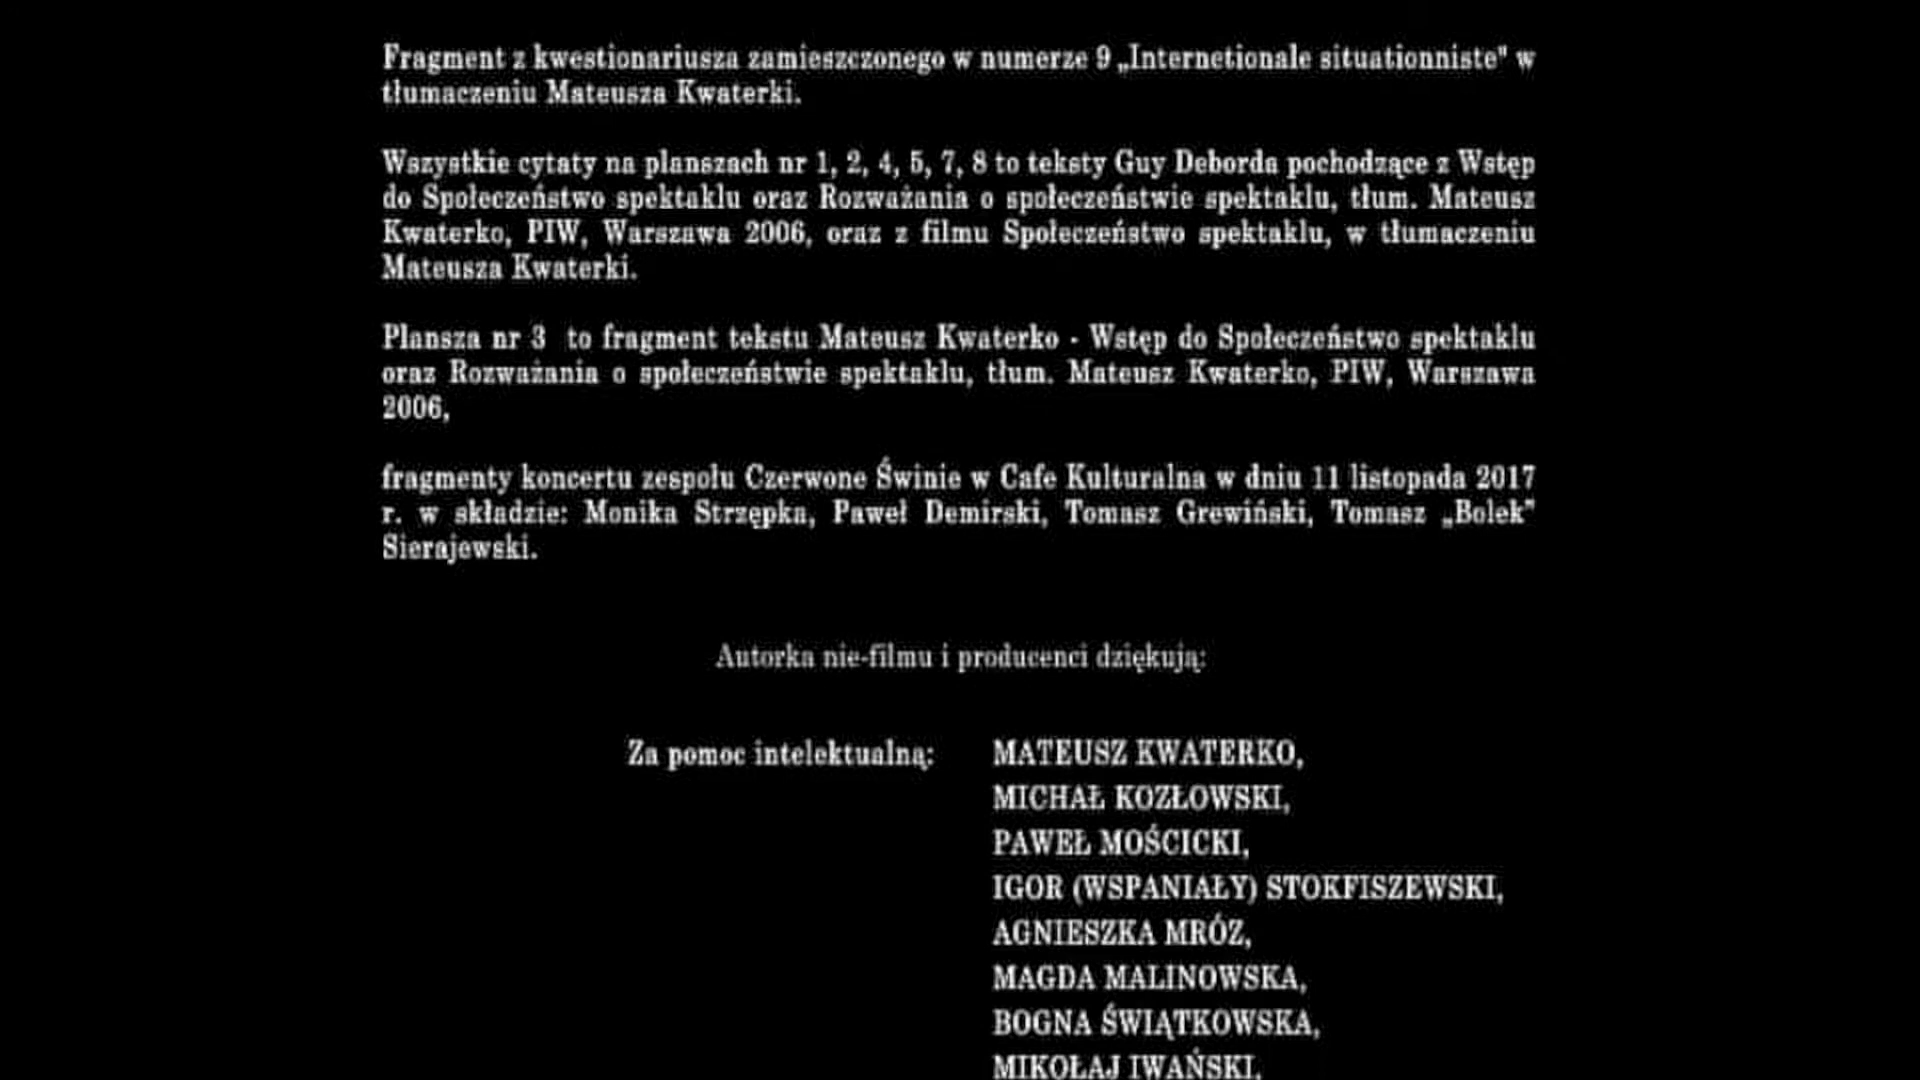 Fragment z kwestionariusza zamieszczonego w numerze 9 „Internetionale situationniste" w
tłumaczeniu Mateusza Kwaterki.
Wszystkie cytaty na planszach nr 1, 2, 4, 5, 7, 8 to teksty Guy Deborda pochodzące z Wstęp
do Społeczeństwo spektaklu oraz Rozważania o społeczeństwie spektaklu, tłum. Mateusz
Kwaterko, PIW, Warszawa 2006, oraz z filmu Społeczeństwo spektaklu, w tłumaczeniu
Mateusza Kwaterki.
Plansza nr 3 to fragment tekstu Mateusz Kwaterko - Wstęp do Społeczeństwo spektaklu
oraz Rozważania o społeczeństwie spektaklu, tłum. Mateusz Kwaterko, PIW, Warszawa
2006,
fragmenty koncertu zespołu Czerwone Świnie w Cafe Kulturalna w dniu 11 listopada 2017
r. w składzie: Monika Strzępka, Paweł Demirski, Tomasz Grewiński, Tomasz „Bolek"
Sierajewski.
Autorka nie-filmu i producenci dziękują:
Za pomoc intelektualną: MATEUSZ KWATERKO,
MICHAŁ KOZŁOWSKI,
PAWEŁ MOŚCICKI,
IGOR (WSPANIAŁY) STOKFISZEWSKI,
AGNIESZKA MRÓZ,
MAGDA MALINOWSKA,
BOGNA ŚWIĄTKOWSKA,
MIKOŁAJ IWAŃSKI,